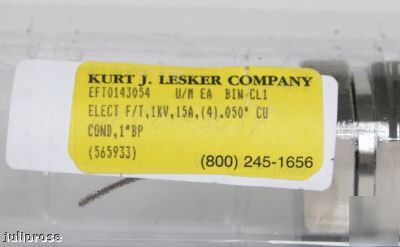 KURT J. LESKER COMPANY
EFT0143054 U/M EA BIN CL1
ELECT F/T,1KV,15A,(4).050" CU
COND,1"BP
(565933)
(800) 245-1656
juliprosa